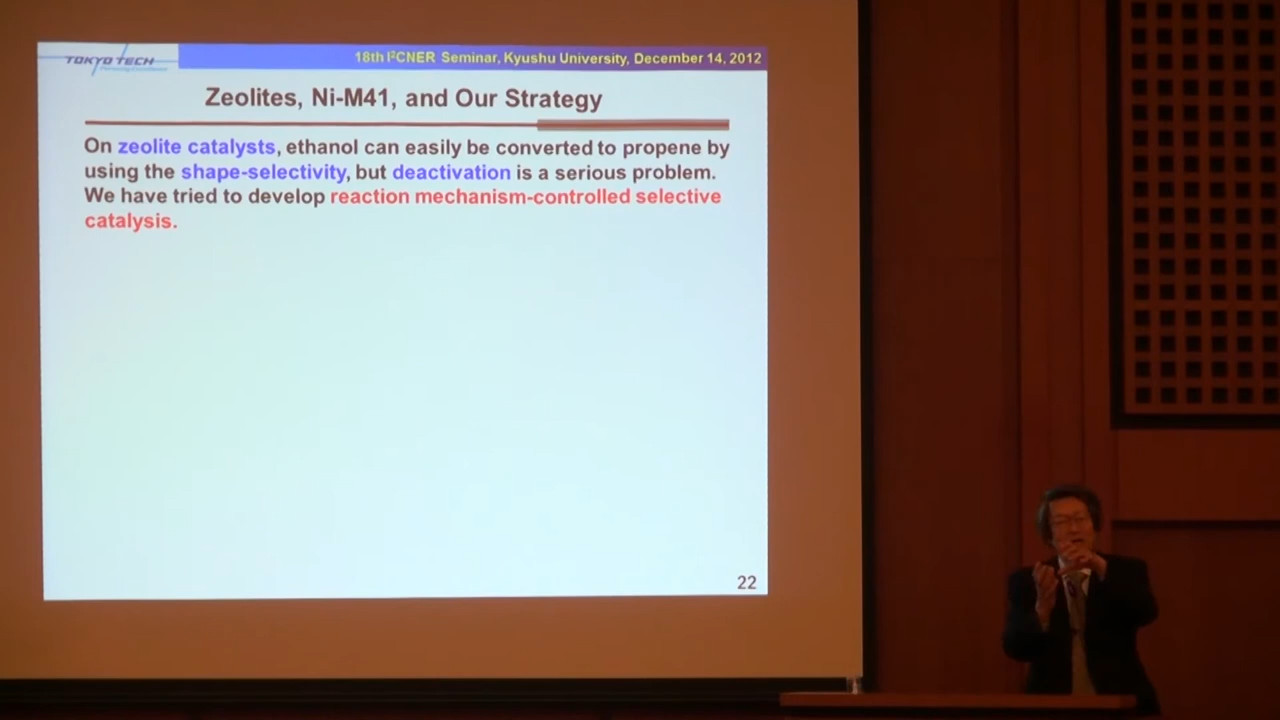 TOKYO TECH
18th I²CNER Seminar, Kyushu University, December 14, 2012
Zeolites, Ni-M41, and Our Strategy
On zeolite catalysts, ethanol can easily be converted to propene by
using the shape-selectivity, but deactivation is a serious problem.
We have tried to develop reaction mechanism-controlled selective
catalysis.
22